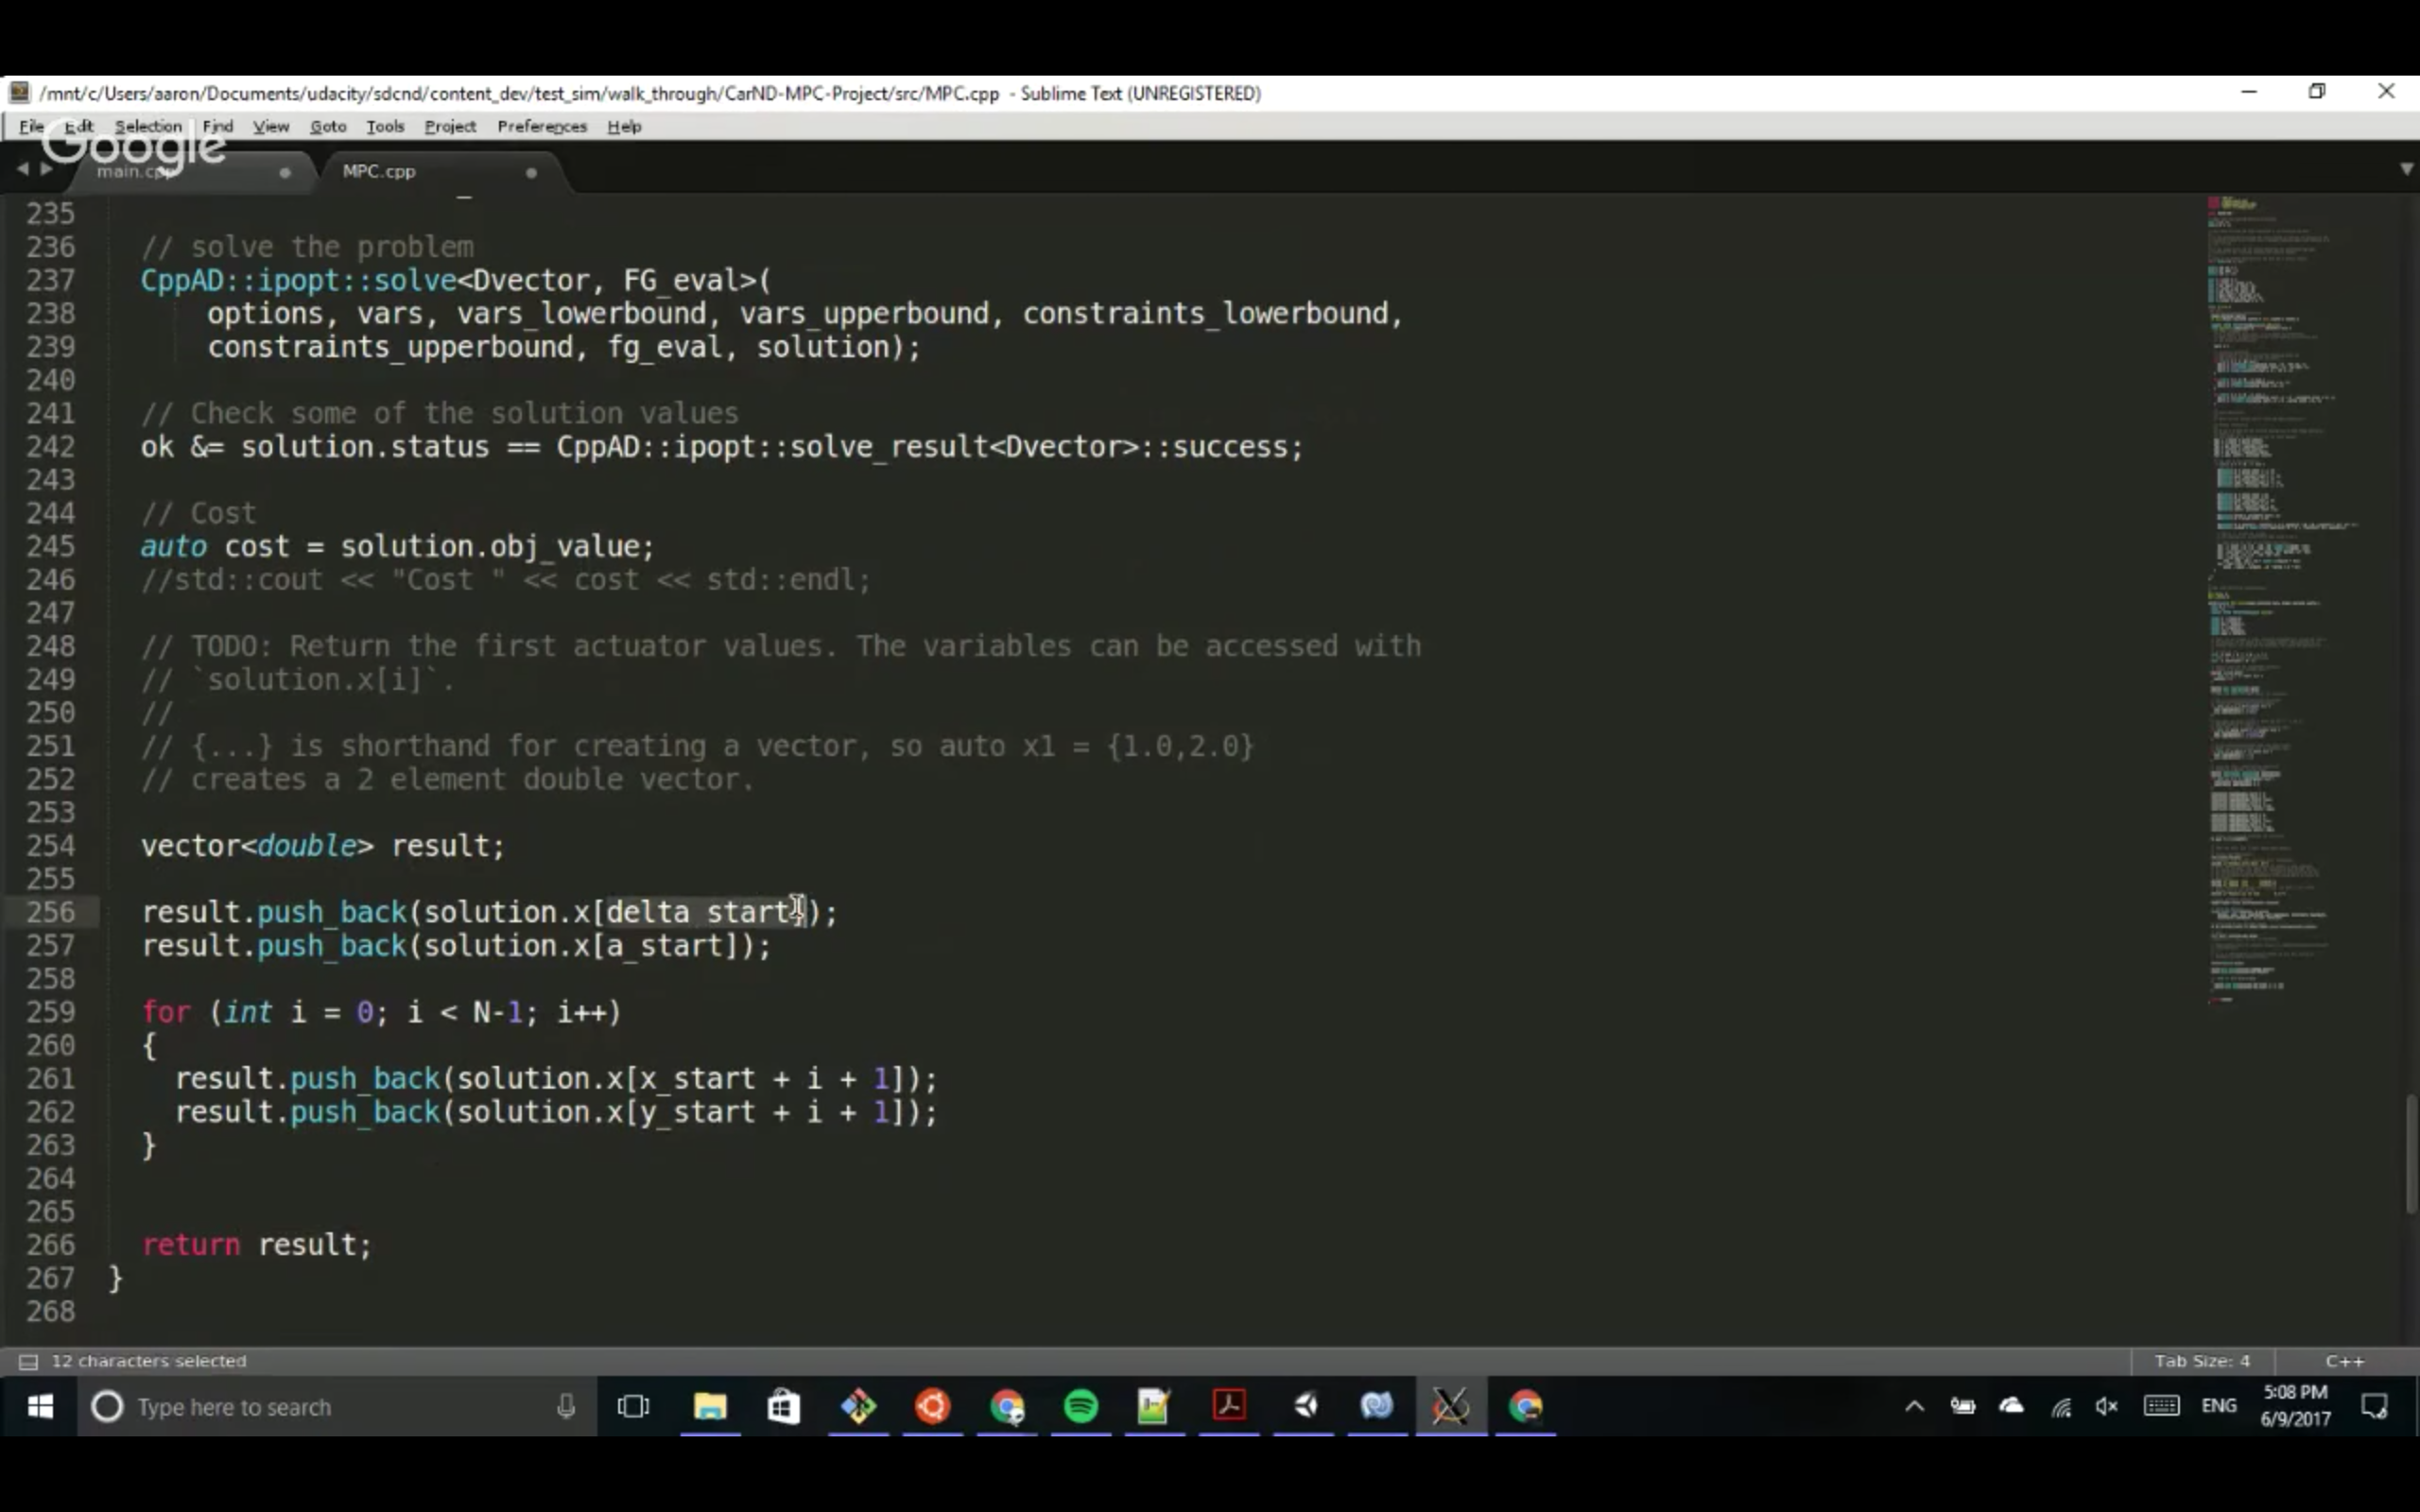 /mnt/c/Users/aaron/Documents/udacity/sdcnd/content_dev/test_sim/walk_through/CarND-MPC-Project/src/MPC.cpp - Sublime Text (UNREGISTERED)
File Edit Selection Find View Goto Tools Project Preferences Help
Google
main.cpp MPC.cpp
235
236 // solve the problem
237 CppAD::ipopt::solve<Dvector, FG_eval>(
238 options, vars, vars_lowerbound, vars_upperbound, constraints_lowerbound,
239 constraints_upperbound, fg_eval, solution);
240
241 // Check some of the solution values
242 ok &= solution.status == CppAD::ipopt::solve_result<Dvector>::success;
243
244 // Cost
245 auto cost = solution.obj_value;
246 //std::cout << "Cost " << cost << std::endl;
247
248 // TODO: Return the first actuator values. The variables can be accessed with
249 // `solution.x[i]`.
250 //
251 // {...} is shorthand for creating a vector, so auto x1 = {1.0,2.0}
252 // creates a 2 element double vector.
253
254 vector<double> result;
255
256 result.push_back(solution.x[delta_start]);
257 result.push_back(solution.x[a_start]);
258
259 for (int i = 0; i < N-1; i++)
260 {
261 result.push_back(solution.x[x_start + i + 1]);
262 result.push_back(solution.x[y_start + i + 1]);
263 }
264
265
266 return result;
267 }
268
12 characters selected Tab Size: 4 C++
Type here to search ENG 5:08 PM
6/9/2017